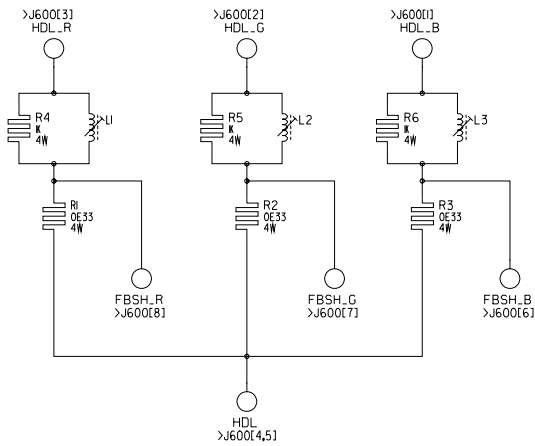 >J600[3]
HDL_R
>J600[2]
HDL_G
>J600[1]
HDL_B
R4
K
4W
L1
R5
K
4W
L2
R6
K
4W
L3
R1
0E33
4W
R2
0E33
4W
R3
0E33
4W
FBSH_R
>J600[8]
FBSH_G
>J600[7]
FBSH_B
>J600[6]
HDL
>J600[4,5]